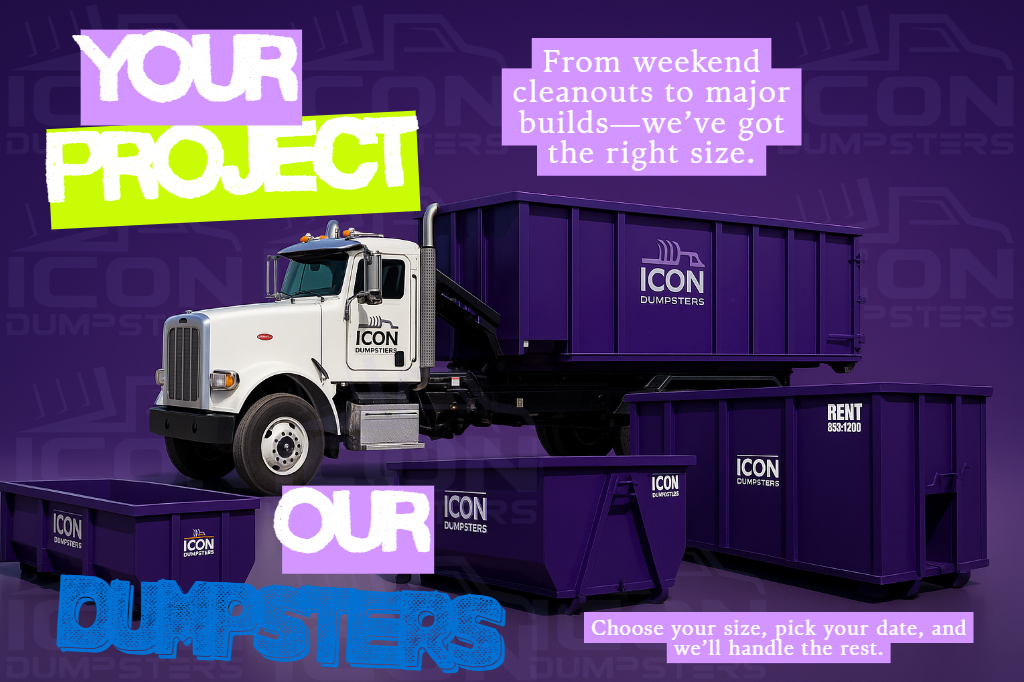 YOUR
PROJECT
From weekend
cleanouts to major
builds—we've got
the right size.
ICON
DUMPSTERS
ICON
DUMPSTERS
RENT
853-1200
ICON
DUMPSTERS
ICON
DUMPSTERS
ICON
DUMPSTERS
ICON
DUMPSTERS
ICON
DUMPSTERS
OUR
DUMPSTERS
Choose your size, pick your date, and
we'll handle the rest.